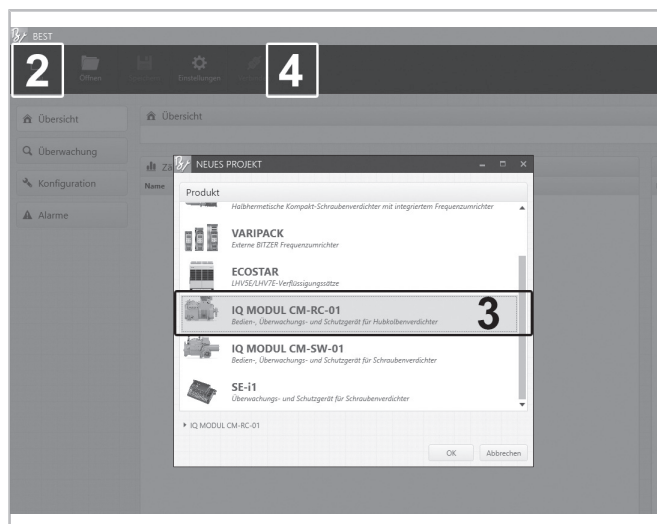 BEST
2
Öffnen
Einstellungen
4
Übersicht
Übersicht
Überwachung
Konfiguration
Alarme
Zä
Name
NEUES PROJEKT
Produkt
Halbhermetische Kompakt-Schraubenverdichter mit integriertem Frequenzumrichter
VARIPACK
Externe BITZER Frequenzumrichter
ECOSTAR
LHV5E/LHV7E-Verflüssigungssätze
IQ MODUL CM-RC-01
Bedien-, Überwachungs- und Schutzgerät für Hubkolbenverdichter
3
IQ MODUL CM-SW-01
Bedien-, Überwachungs- und Schutzgerät für Schraubenverdichter
SE-i1
Überwachungs- und Schutzgerät für Schraubenverdichter
IQ MODUL CM-RC-01
OK
Abbrechen